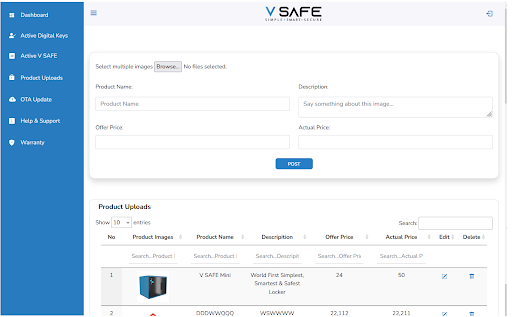 Dashboard
Active Digital Keys
Active V SAFE
Product Uploads
OTA Update
Help & Support
Warranty
V SAFE
SIMPLE|SMART|SECURE
Select multiple images Browse... No files selected.
Product Name: Description:
Product Name Say something about this image...
Offer Price: Actual Price:
POST
Product Uploads
Show 10 entries Search:
No Product Images Product Name Description Offer Price Actual Price Edit Delete
Search...Product Search...Product Search...Descript Search...Offer Pric Search...Actual P
1 V SAFE Mini World First Simplest, 24 50
Smartest & Safest
Locker
2 DDDWWQQQ WSWWWW 22,112 22,211